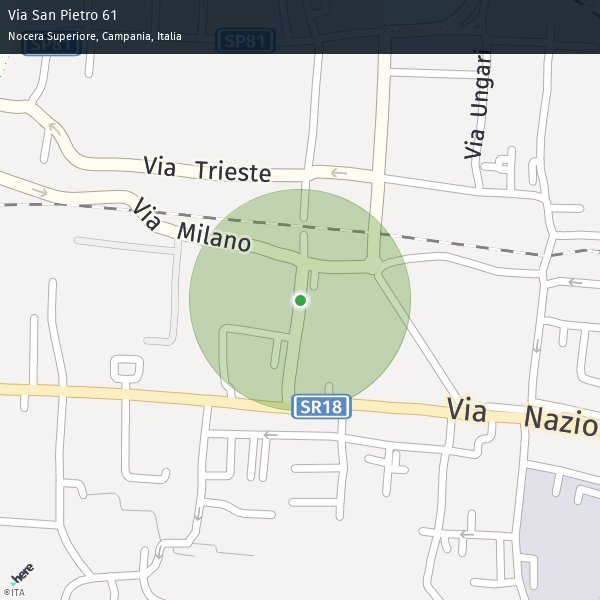 Via San Pietro 61
Nocera Superiore, Campania, Italia
SP81
SP81
Via Ungari
Via Trieste
Via Milano
SR18
Via Nazio
here
©ITA